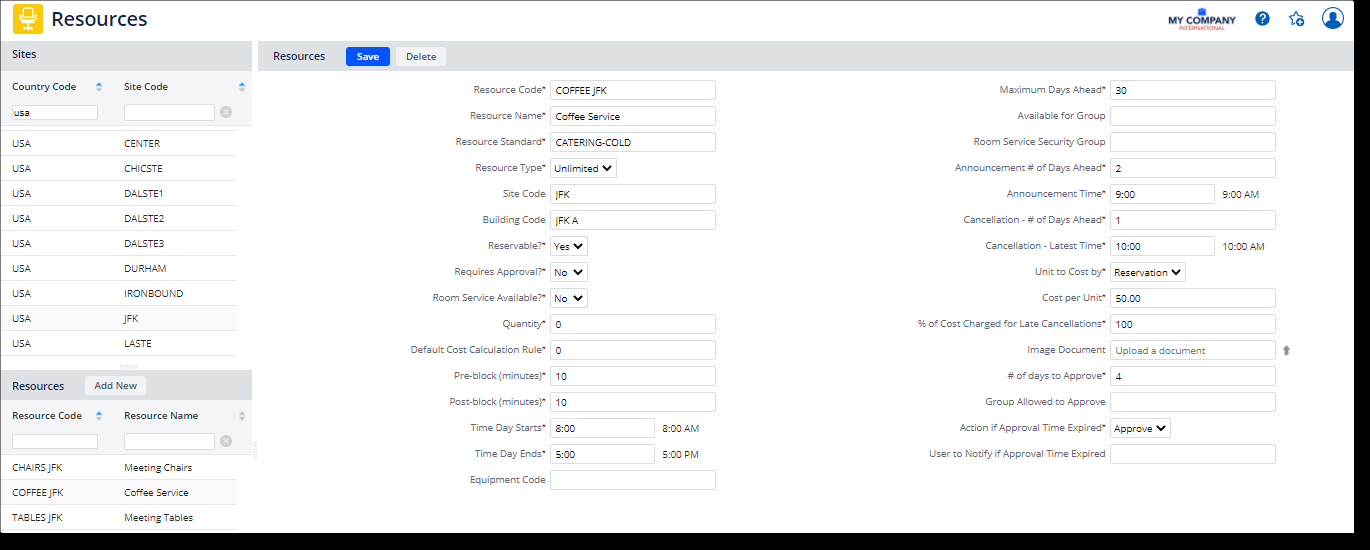 Resources
MY COMPANY
INTERNATIONAL
?
Sites
Country Code Site Code
usa
USA CENTER
USA CHICSTE
USA DALSTE1
USA DALSTE2
USA DALSTE3
USA DURHAM
USA IRONBOUND
USA JFK
USA LASTE
Resources Add New
Resource Code Resource Name
CHAIRS JFK Meeting Chairs
COFFEE JFK Coffee Service
TABLES JFK Meeting Tables
Resources Save Delete
Resource Code* COFFEE JFK
Resource Name* Coffee Service
Resource Standard* CATERING-COLD
Resource Type* Unlimited
Site Code JFK
Building Code JFK A
Reservable?* Yes
Requires Approval?* No
Room Service Available?* No
Quantity* 0
Default Cost Calculation Rule* 0
Pre-block (minutes)* 10
Post-block (minutes)* 10
Time Day Starts* 8:00 8:00 AM
Time Day Ends* 5:00 5:00 PM
Equipment Code
Maximum Days Ahead* 30
Available for Group
Room Service Security Group
Announcement # of Days Ahead* 2
Announcement Time* 9:00 9:00 AM
Cancellation - # of Days Ahead* 1
Cancellation - Latest Time* 10:00 10:00 AM
Unit to Cost by* Reservation
Cost per Unit* 50.00
% of Cost Charged for Late Cancellations* 100
Image Document Upload a document
# of days to Approve* 4
Group Allowed to Approve
Action if Approval Time Expired* Approve
User to Notify if Approval Time Expired